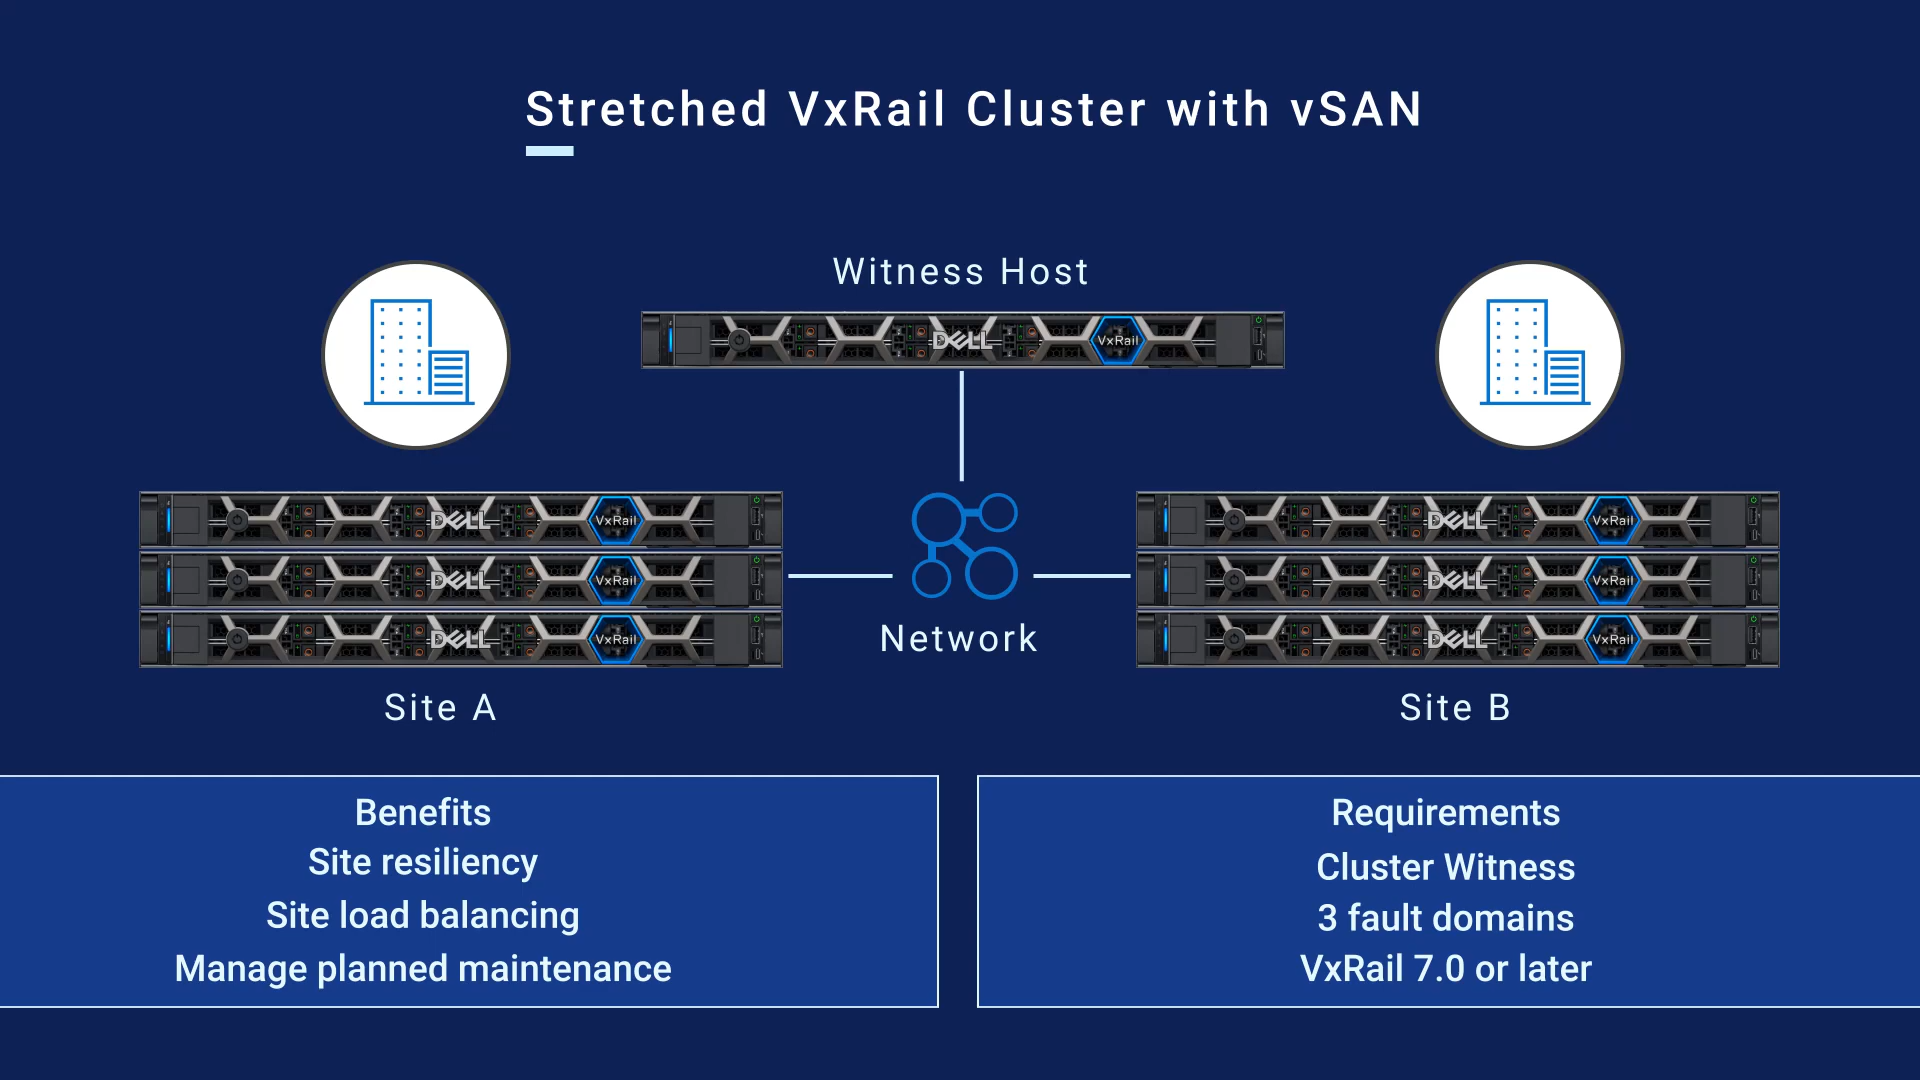 Stretched VxRail Cluster with vSAN
Witness Host
DELL VxRail
DELL VxRail
DELL VxRail
DELL VxRail
Site A
Network
DELL VxRail
DELL VxRail
DELL VxRail
Site B
Benefits
Site resiliency
Site load balancing
Manage planned maintenance
Requirements
Cluster Witness
3 fault domains
VxRail 7.0 or later